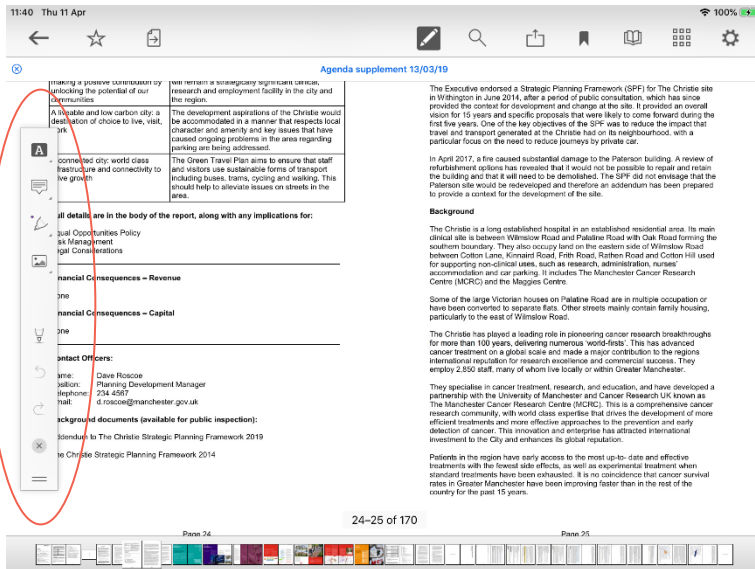 11:40 Thu 11 Apr
100%
Agenda supplement 13/03/19
making a positive contribution by
unlocking the potential of our
communities
will remain a strategically significant clinical,
research and employment facility in the city and
the region.
A liveable and low carbon city: a
destination of choice to live, visit,
ork
The development aspirations of the Christie would
be accommodated in a manner that respects local
character and amenity and key issues that have
caused ongoing problems in the area regarding
parking are being addressed.
connected city: world class
frastructure and connectivity to
ive growth
The Green Travel Plan aims to ensure that staff
and visitors use sustainable forms of transport
including buses, trams, cycling and walking. This
should help to alleviate issues on streets in the
area.
ull details are in the body of the report, along with any implications for:
qual Opportunities Policy
sk Management
egal Considerations
nancial Consequences – Revenue
one
nancial Consequences – Capital
one
ontact Officers:
ame: Dave Roscoe
osition: Planning Development Manager
elephone: 234 4567
mail: d.roscoe@manchester.gov.uk
ackground documents (available for public inspection):
ddendum to The Christie Strategic Planning Framework 2019
he Christie Strategic Planning Framework 2014
Page 24
The Executive endorsed a Strategic Planning Framework (SPF) for The Christie site
in Withington in June 2014, after a period of public consultation, which has since
provided the context for development and change at the site. It provided an overall
vision for 15 years and specific proposals that were likely to come forward during the
first five years. One of the key objectives of the SPF was to reduce the impact that
travel and transport generated at the Christie had on its neighbourhood, with a
particular focus on the need to reduce journeys by private car.
In April 2017, a fire caused substantial damage to the Paterson building. A review of
refurbishment options has revealed that it would not be possible to repair and retain
the building and that it will need to be demolished. The SPF did not envisage that the
Paterson site would be redeveloped and therefore an addendum has been prepared
to provide a context for the development of the site.
Background
The Christie is a long established hospital in an established residential area. Its main
clinical site is between Wilmslow Road and Palatine Road with Oak Road forming the
southern boundary. They also occupy land on the eastern side of Wilmslow Road
between Cotton Lane, Kinnaird Road, Frith Road, Rathen Road and Cotton Hill used
for supporting non-clinical uses, such as research, administration, nurses'
accommodation and car parking. It includes The Manchester Cancer Research
Centre (MCRC) and the Maggies Centre.
Some of the large Victorian houses on Palatine Road are in multiple occupation or
have been converted to separate flats. Other streets mainly contain family housing,
particularly to the east of Wilmslow Road.
The Christie has played a leading role in pioneering cancer research breakthroughs
for more than 100 years, delivering numerous 'world-firsts'. This has advanced
cancer treatment on a global scale and made a major contribution to the regions
international reputation for research excellence and commercial success. They
employ 2,850 staff, many of whom live locally or within Greater Manchester.
They specialise in cancer treatment, research, and education, and have developed a
partnership with the University of Manchester and Cancer Research UK known as
The Manchester Cancer Research Centre (MCRC). This is a comprehensive cancer
research community, with world class expertise that drives the development of more
efficient treatments and more effective approaches to the prevention and early
detection of cancer. This innovation and enterprise has attracted international
investment to the City and enhances its global reputation.
Patients in the region have early access to the most up-to- date and effective
treatments with the fewest side effects, as well as experimental treatment when
standard treatments have been exhausted. It is no coincidence that cancer survival
rates in Greater Manchester have been improving faster than in the rest of the
country for the past 15 years.
Page 25
24–25 of 170
A